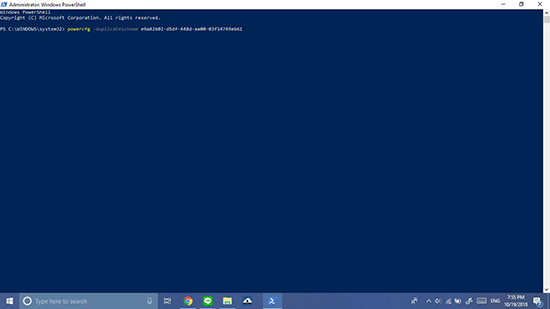 Administrator: Windows PowerShell
Windows PowerShell
Copyright (C) Microsoft Corporation. All rights reserved.
PS C:\WINDOWS\system32> powercfg -duplicatescheme e9a42b02-d5df-448d-aa00-03f14749eb61
Type here to search
ENG
7:55 PM
10/19/2018